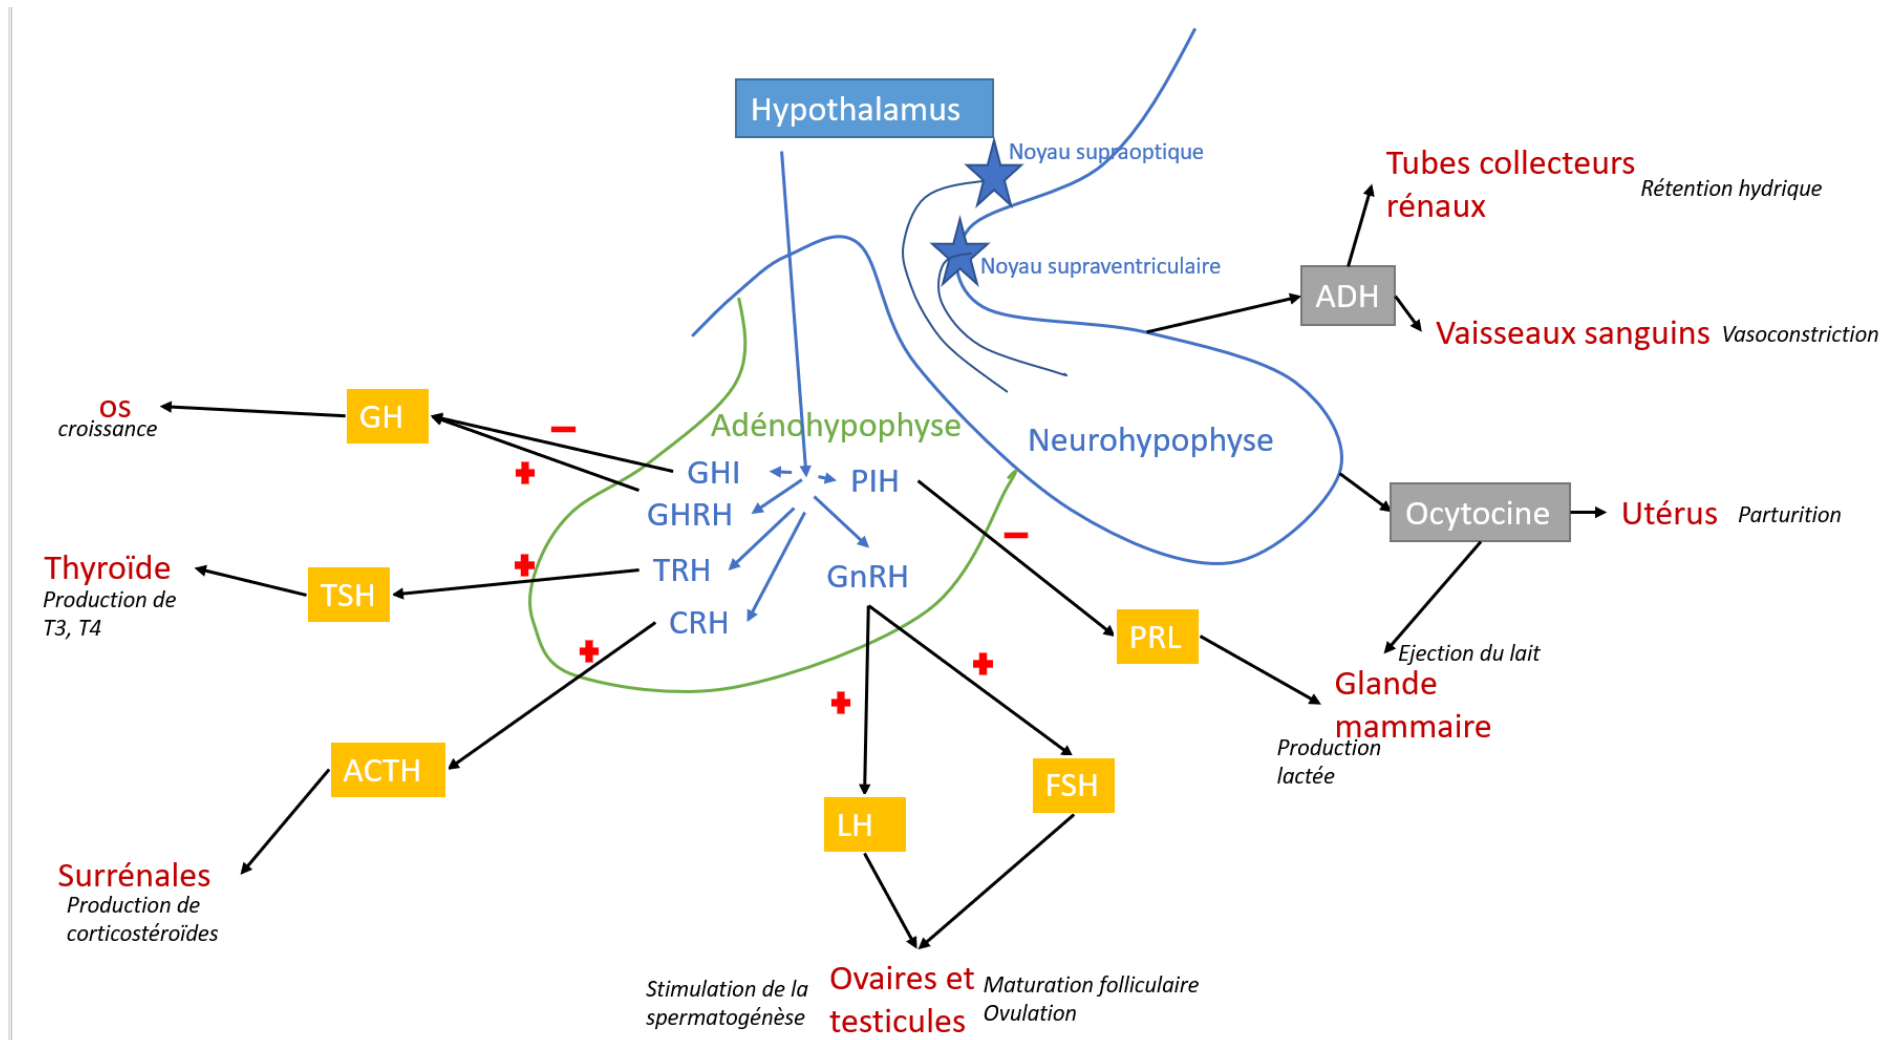 Hypothalamus
Noyau supraoptique
Noyau supraventriculaire
Tubes collecteurs
rénaux
Rétention hydrique
ADH
Vaisseaux sanguins
Vasoconstriction
os
croissance
GH
Adénohypophyse
Neurohypophyse
GHI
PIH
GHRH
Ocytocine
Utérus
Parturition
Thyroïde
Production de
T3, T4
TSH
TRH
GnRH
CRH
PRL
Ejection du lait
Glande
mammaire
Production
lactée
ACTH
FSH
LH
Surrénales
Production de
corticostéroïdes
Stimulation de la
spermatogénèse
Ovaires et
testicules
Maturation folliculaire
Ovulation